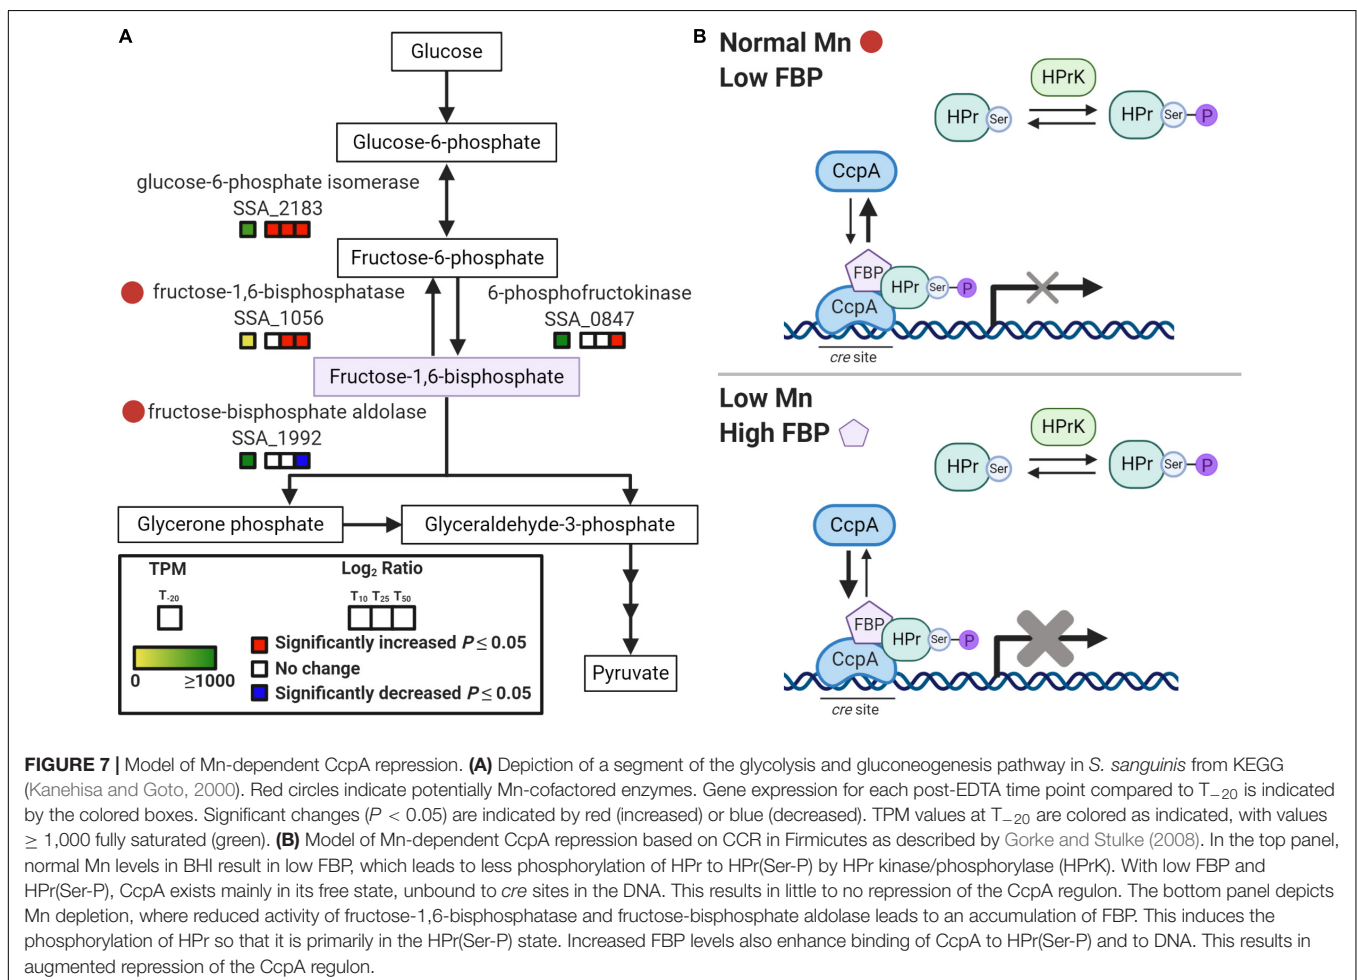 A
Glucose
Glucose-6-phosphate
glucose-6-phosphate isomerase
SSA_2183
Fructose-6-phosphate
fructose-1,6-bisphosphatase
SSA_1056
6-phosphofructokinase
SSA_0847
Fructose-1,6-bisphosphate
fructose-bisphosphate aldolase
SSA_1992
Glycerone phosphate
Glyceraldehyde-3-phosphate
Pyruvate
TPM
T-20
0 ≥1000
Log2 Ratio
T10 T25 T50
Significantly increased P ≤ 0.05
No change
Significantly decreased P ≤ 0.05
B
Normal Mn
Low FBP
HPrK
HPr Ser
HPr Ser P
CcpA
FBP
HPr Ser P
CcpA
cre site
Low Mn
High FBP
HPrK
HPr Ser
HPr Ser P
CcpA
FBP
HPr Ser P
CcpA
cre site
FIGURE 7 | Model of Mn-dependent CcpA repression. (A) Depiction of a segment of the glycolysis and gluconeogenesis pathway in S. sanguinis from KEGG
(Kanehisa and Goto, 2000). Red circles indicate potentially Mn-cofactored enzymes. Gene expression for each post-EDTA time point compared to T−20 is indicated
by the colored boxes. Significant changes (P < 0.05) are indicated by red (increased) or blue (decreased). TPM values at T−20 are colored as indicated, with values
≥ 1,000 fully saturated (green). (B) Model of Mn-dependent CcpA repression based on CCR in Firmicutes as described by Gorke and Stulke (2008). In the top panel,
normal Mn levels in BHI result in low FBP, which leads to less phosphorylation of HPr to HPr(Ser-P) by HPr kinase/phosphorylase (HPrK). With low FBP and
HPr(Ser-P), CcpA exists mainly in its free state, unbound to cre sites in the DNA. This results in little to no repression of the CcpA regulon. The bottom panel depicts
Mn depletion, where reduced activity of fructose-1,6-bisphosphatase and fructose-bisphosphate aldolase leads to an accumulation of FBP. This induces the
phosphorylation of HPr so that it is primarily in the HPr(Ser-P) state. Increased FBP levels also enhance binding of CcpA to HPr(Ser-P) and to DNA. This results in
augmented repression of the CcpA regulon.